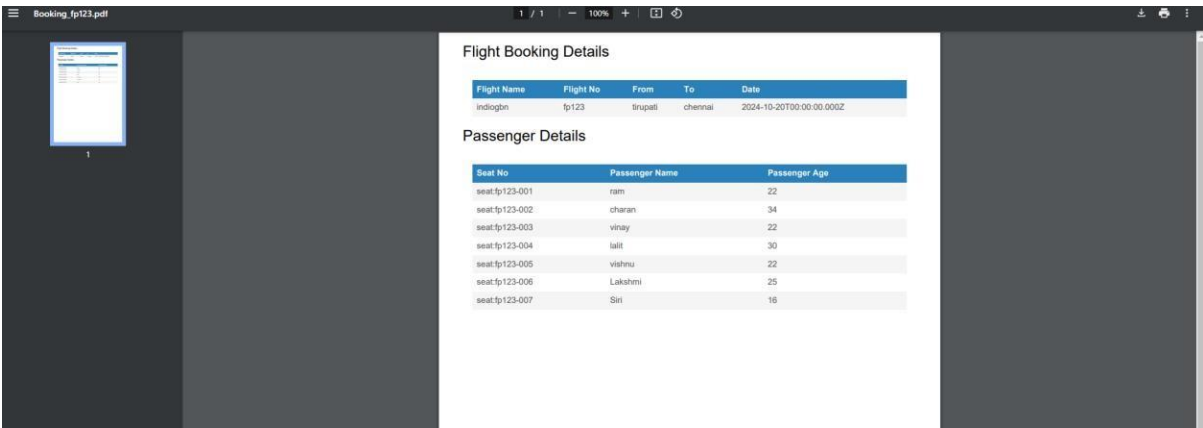 Booking_fp123.pdf 1 / 1 100%
Flight Booking Details
Flight Name Flight No From To Date
indiogbn fp123 tirupati chennai 2024-10-20T00:00:00.000Z
Passenger Details
Seat No Passenger Name Passenger Age
seat:fp123-001 ram 22
seat:fp123-002 charan 34
seat:fp123-003 vinay 22
seat:fp123-004 lalit 30
seat:fp123-005 vishnu 22
seat:fp123-006 Lakshmi 25
seat:fp123-007 Siri 16
1